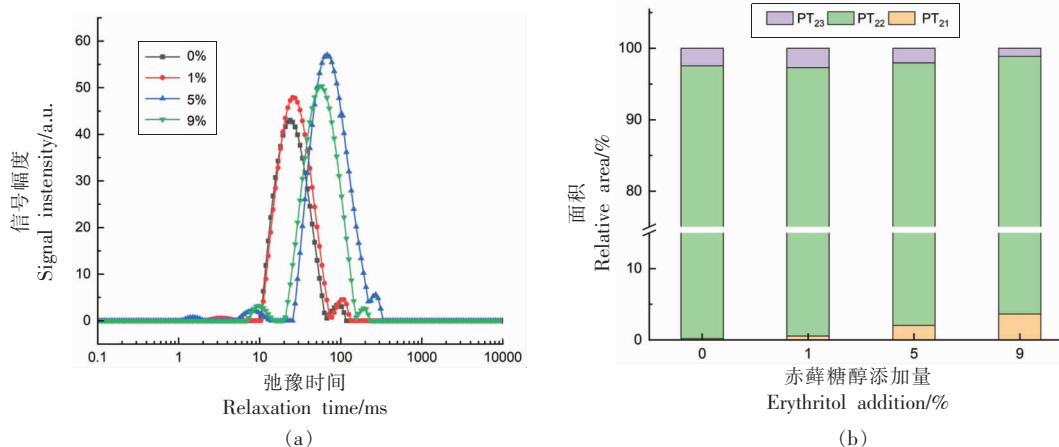 0%
1%
5%
9%
60
50
40
30
20
10
0
信号幅度
Signal instensity/a.u.
0.1 1 10 100 1000 10000
弛豫时间
Relaxation time/ms
(a)
PT23 PT22 PT21
100
90
80
10
0
面积
Relative area/%
0 1 5 9
赤藓糖醇添加量
Erythritol addition/%
(b)